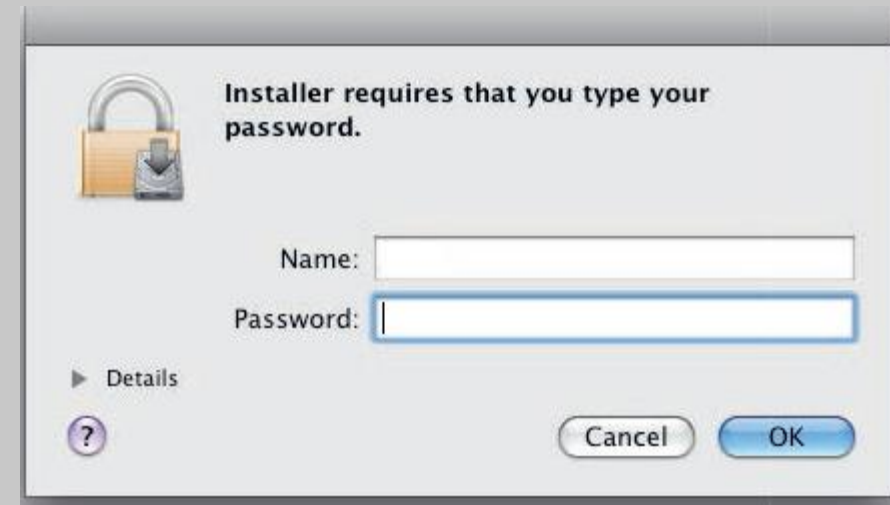 Installer requires that you type your
password.
Name:
Password:
Details
?
Cancel
OK